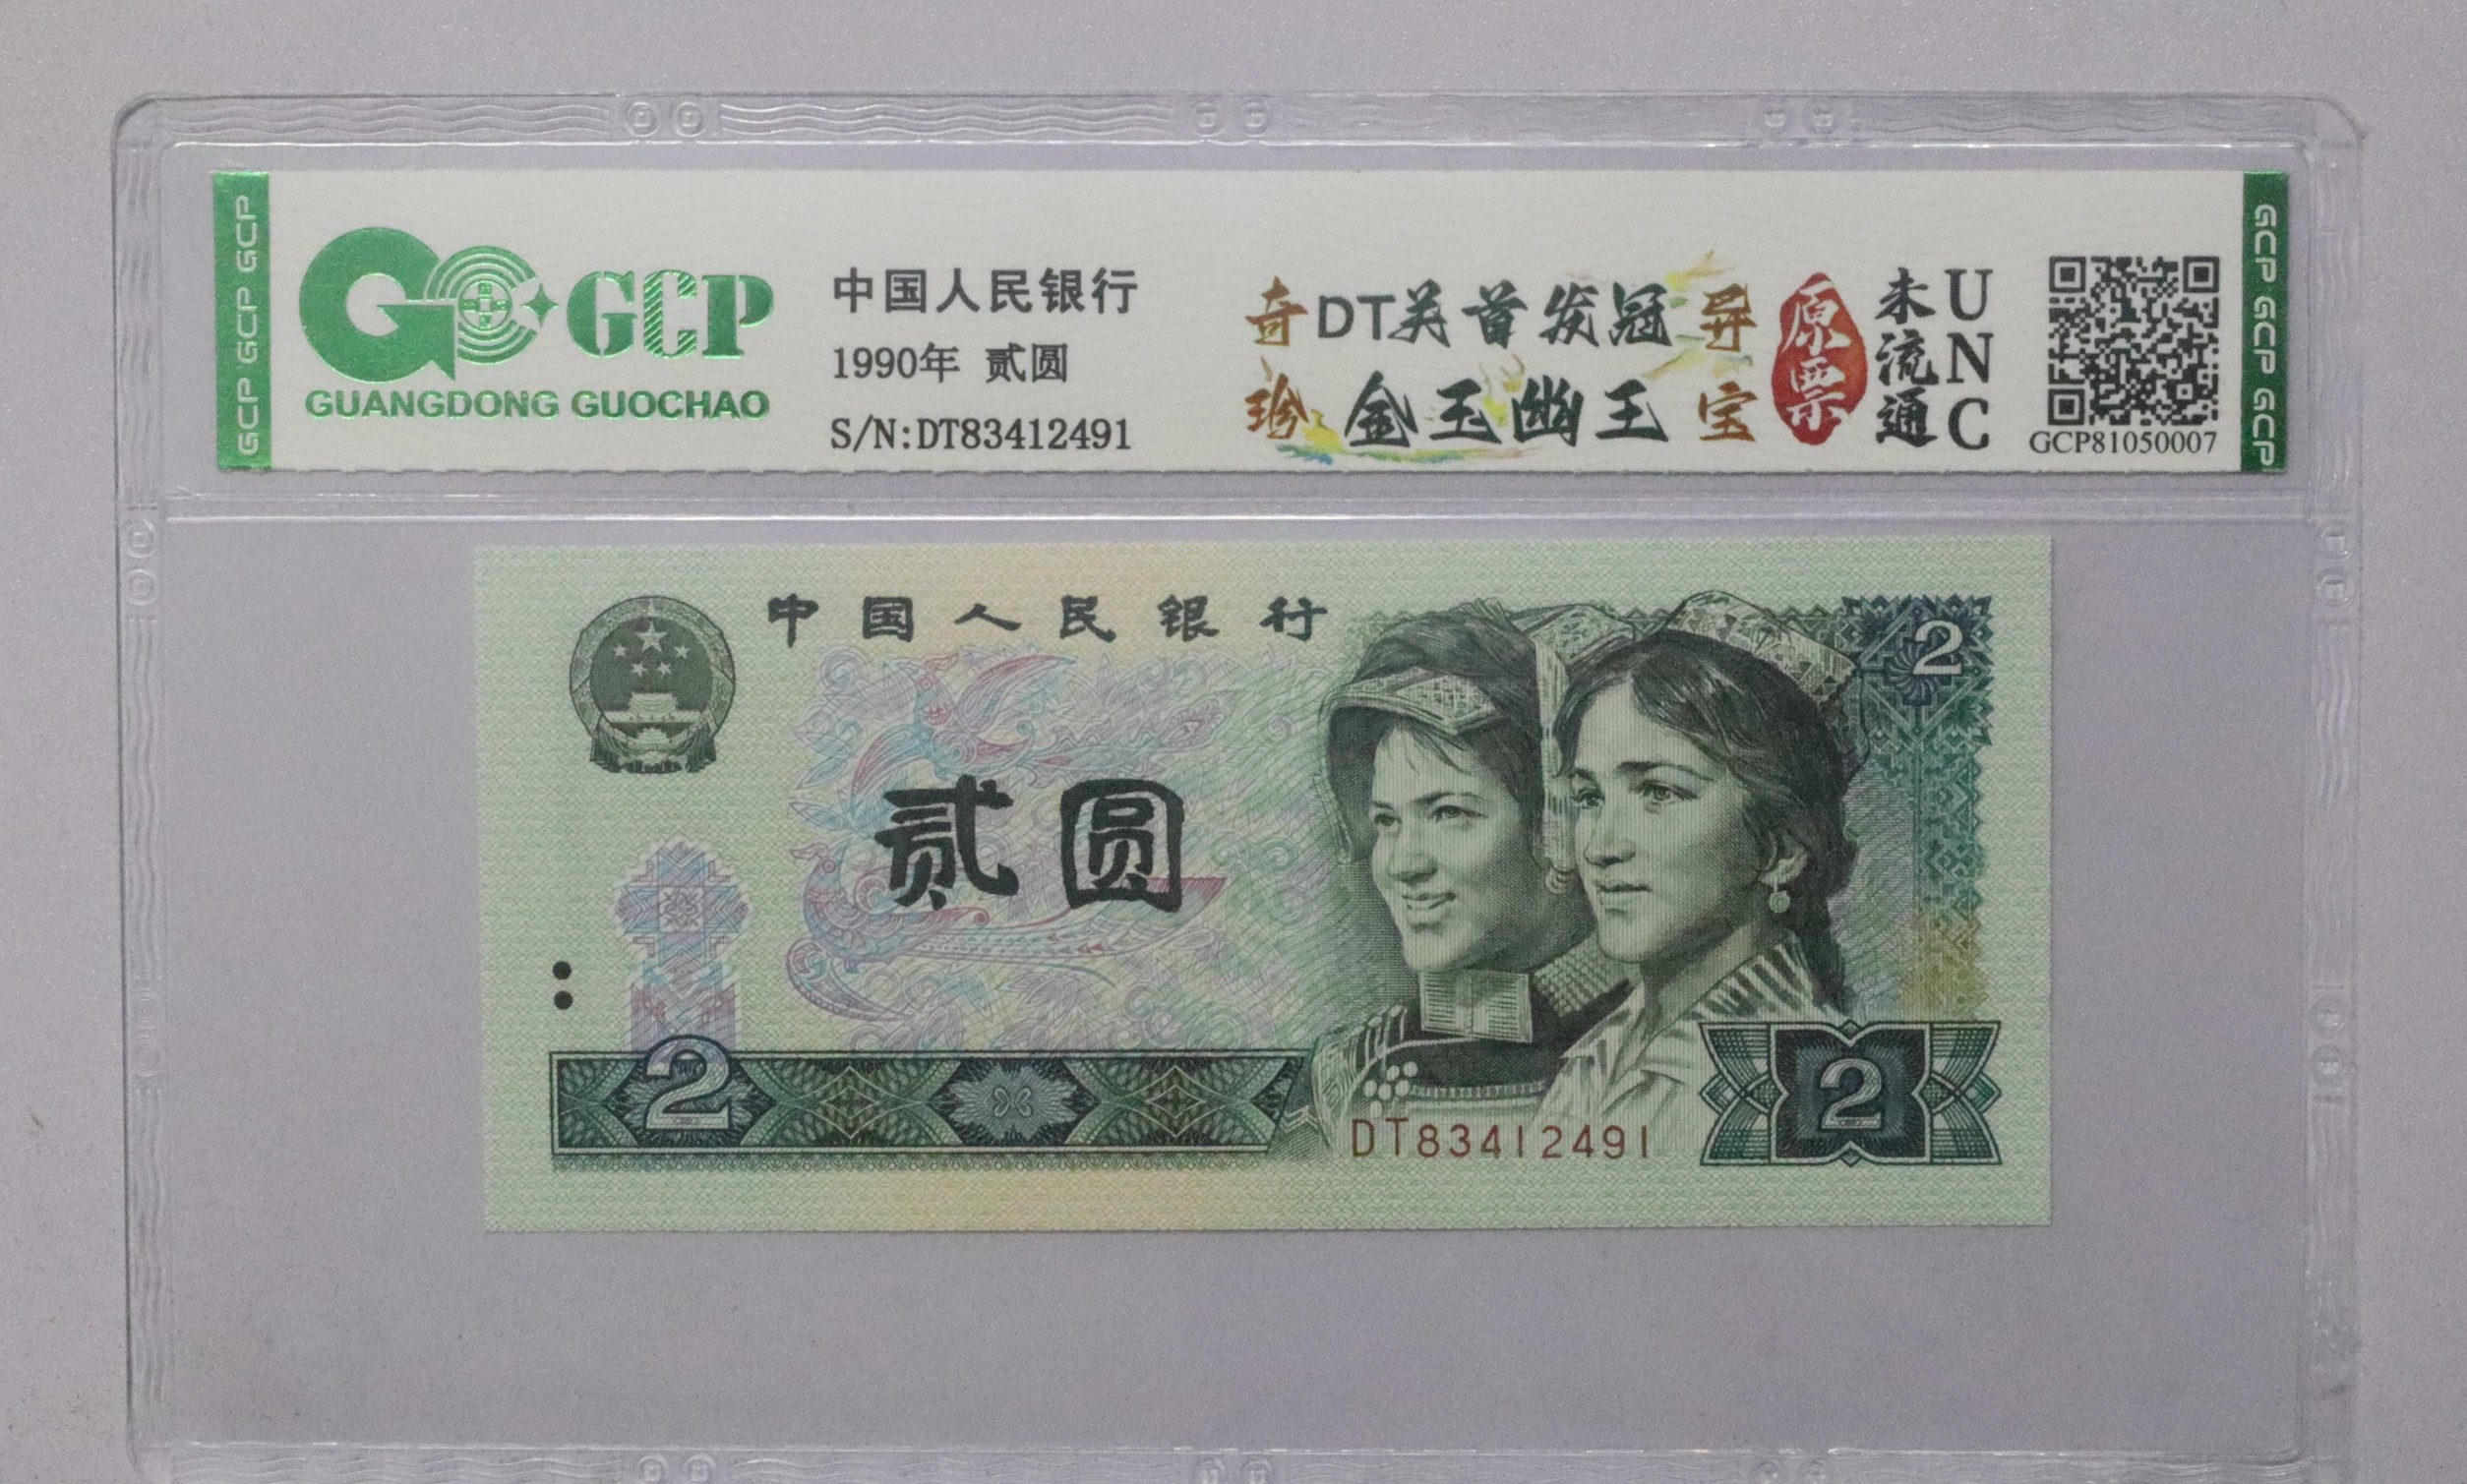 GCP GCP GCP
GCP
GUANGDONG GUOCHAO
中国人民银行
1990年 贰圆
S/N:DT83412491
奇DT关首发冠异
珍金玉幽王宝
原票
未流通
UNC
GCP81050007
GCP GCP GCP
中国人民银行
2
贰圆
2
DT83412491
2